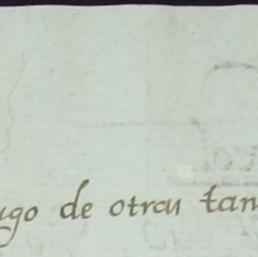 ugo de otras tan